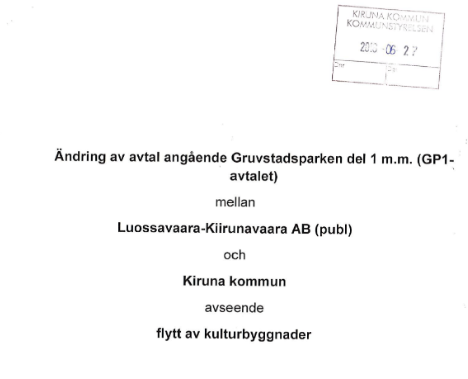 KIRUNA KOMMUN
KOMMUNSTYRELSEN
2013 -06- 27
Dnr
Ändring av avtal angående Gruvstadsparken del 1 m.m. (GP1-
avtalet)
mellan
Luossavaara-Kiirunavaara AB (publ)
och
Kiruna kommun
avseende
flytt av kulturbyggnader